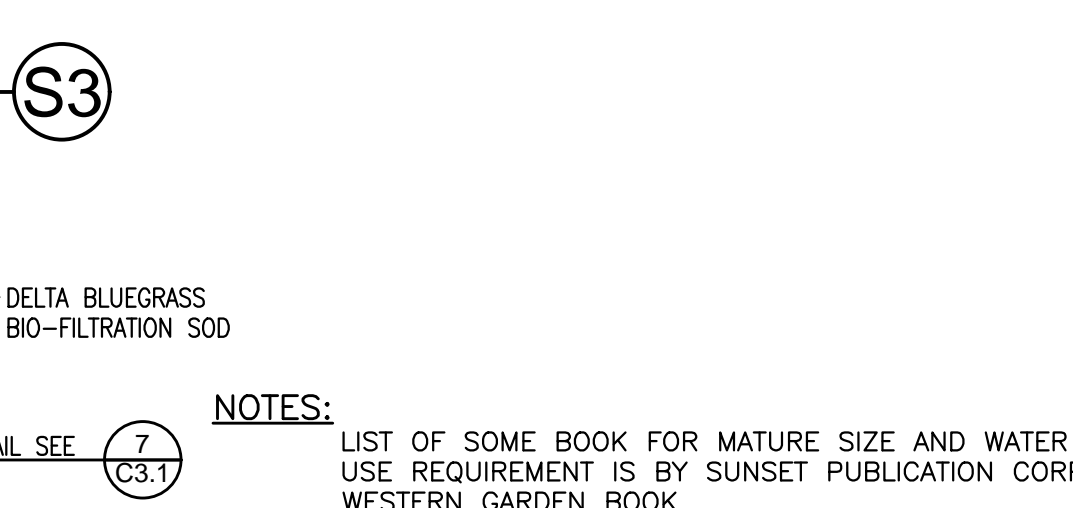 S3
DELTA BLUEGRASS
BIO-FILTRATION SOD
NOTES:
SEE
7
C3.1
LIST OF SOME BOOK FOR MATURE SIZE AND WATER
USE REQUIREMENT IS BY SUNSET PUBLICATION
WESTERN GARDEN BOOK